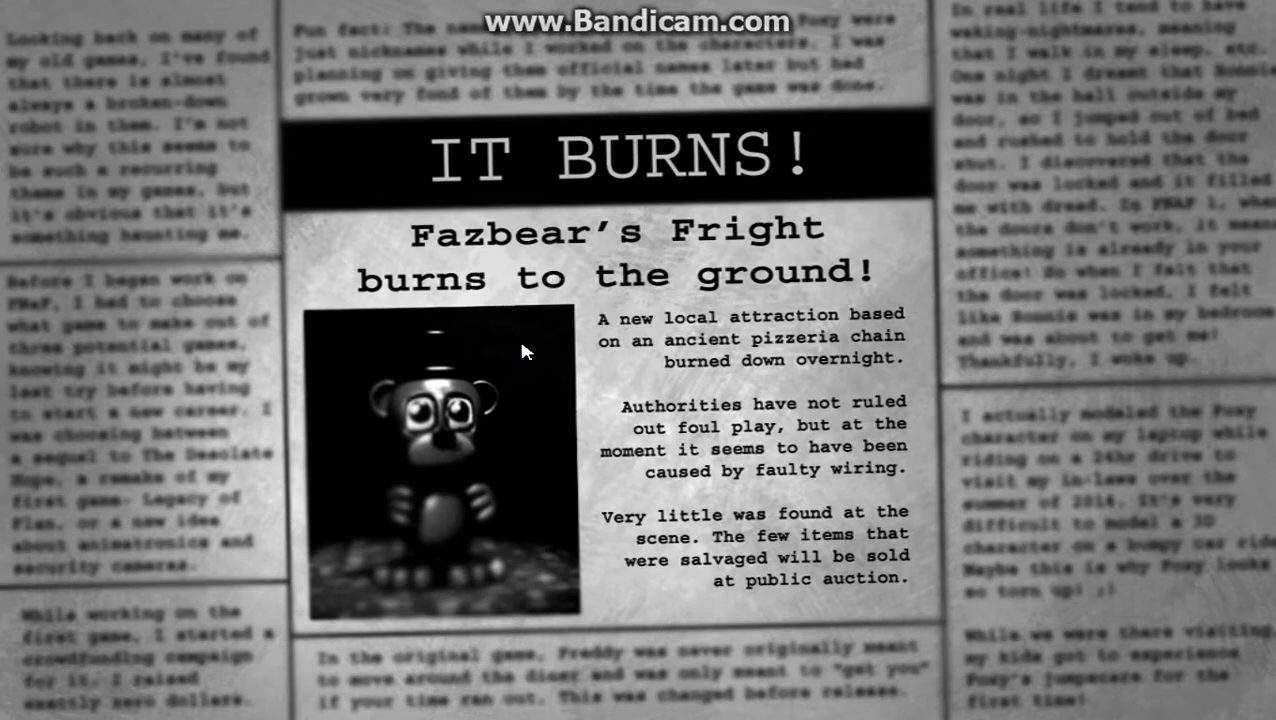 www.Bandicam.com
Looking back on many of
my old games, I've found
that there is almost
always a broken-down
robot in them. I'm not
sure why this seems to
be such a recurring
theme in my games, but
it's obvious that it's
something haunting me.
Before I began work on
FNaF, I had to choose
what game to make out of
three potential games,
knowing it might be my
last try before having
to start a new career. I
was choosing between
a sequel to The Desolate
Hope, a remake of my
first game- Legacy of
Flan, or a new idea
about animatronics and
security cameras.
While working on the
first game, I started a
crowdfunding campaign
for it. I raised
exactly zero dollars.
Fun fact: The Foxy were
just nicknames while I worked on the characters. I was
planning on giving them official names later but had
grown very fond of them by the time the game was done.
IT BURNS!
Fazbear's Fright
burns to the ground!
A new local attraction based
on an ancient pizzeria chain
burned down overnight.
Authorities have not ruled
out foul play, but at the
moment it seems to have been
caused by faulty wiring.
Very little was found at the
scene. The few items that
were salvaged will be sold
at public auction.
In the original game, Freddy was never originally meant
to move around the diner and was only meant to "get you"
if your time ran out. This was changed before release.
In real life I tend to have
waking-nightmares, meaning
that I walk in my sleep, etc.
One night I dreamt that Bonnie
was in the hall outside my
door, so I jumped out of bed
and rushed to hold the door
shut. I discovered that the
door was locked and it filled
me with dread. In FNAF 1, when
the doors don't work, it means
something is already in your
office! So when I felt that
the door was locked, I felt
like Bonnie was in my bedroom
and was about to get me!
Thankfully, I woke up.
I actually modeled the Foxy
character on my laptop while
riding on a 24hr drive to
visit my in-laws over the
summer of 2014. It's very
difficult to model a 3D
character on a bumpy car ride.
Maybe this is why Foxy looks
so torn up! ;)
While we were there visiting,
my kids got to experience
Foxy's jumpscare for the
first time!